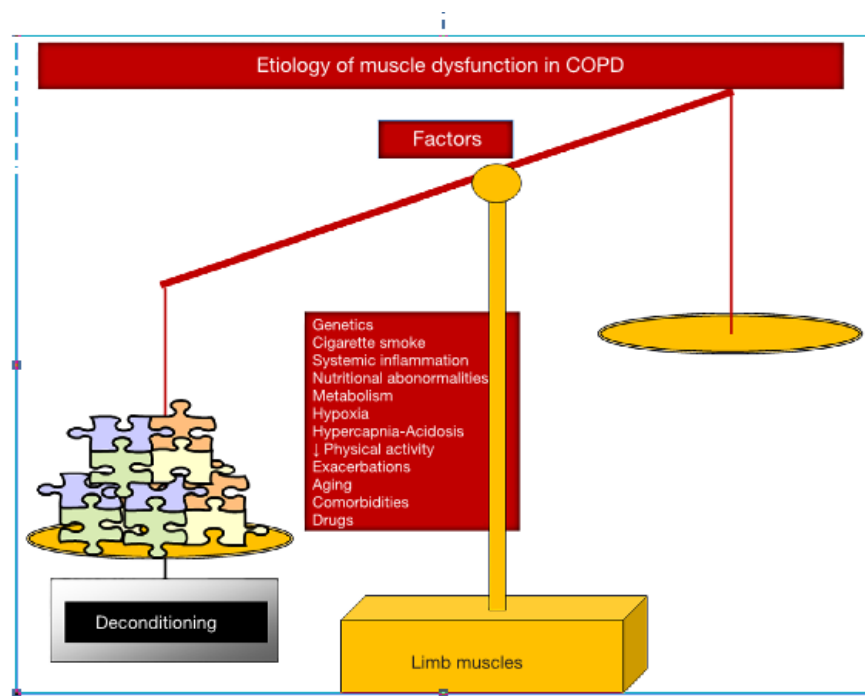 Etiology of muscle dysfunction in COPD
Factors
Genetics
Cigarette smoke
Systemic inflammation
Nutritional abonormalities
Metabolism
Hypoxia
Hypercapnia-Acidosis
↓ Physical activity
Exacerbations
Aging
Comorbidities
Drugs
Deconditioning
Limb muscles